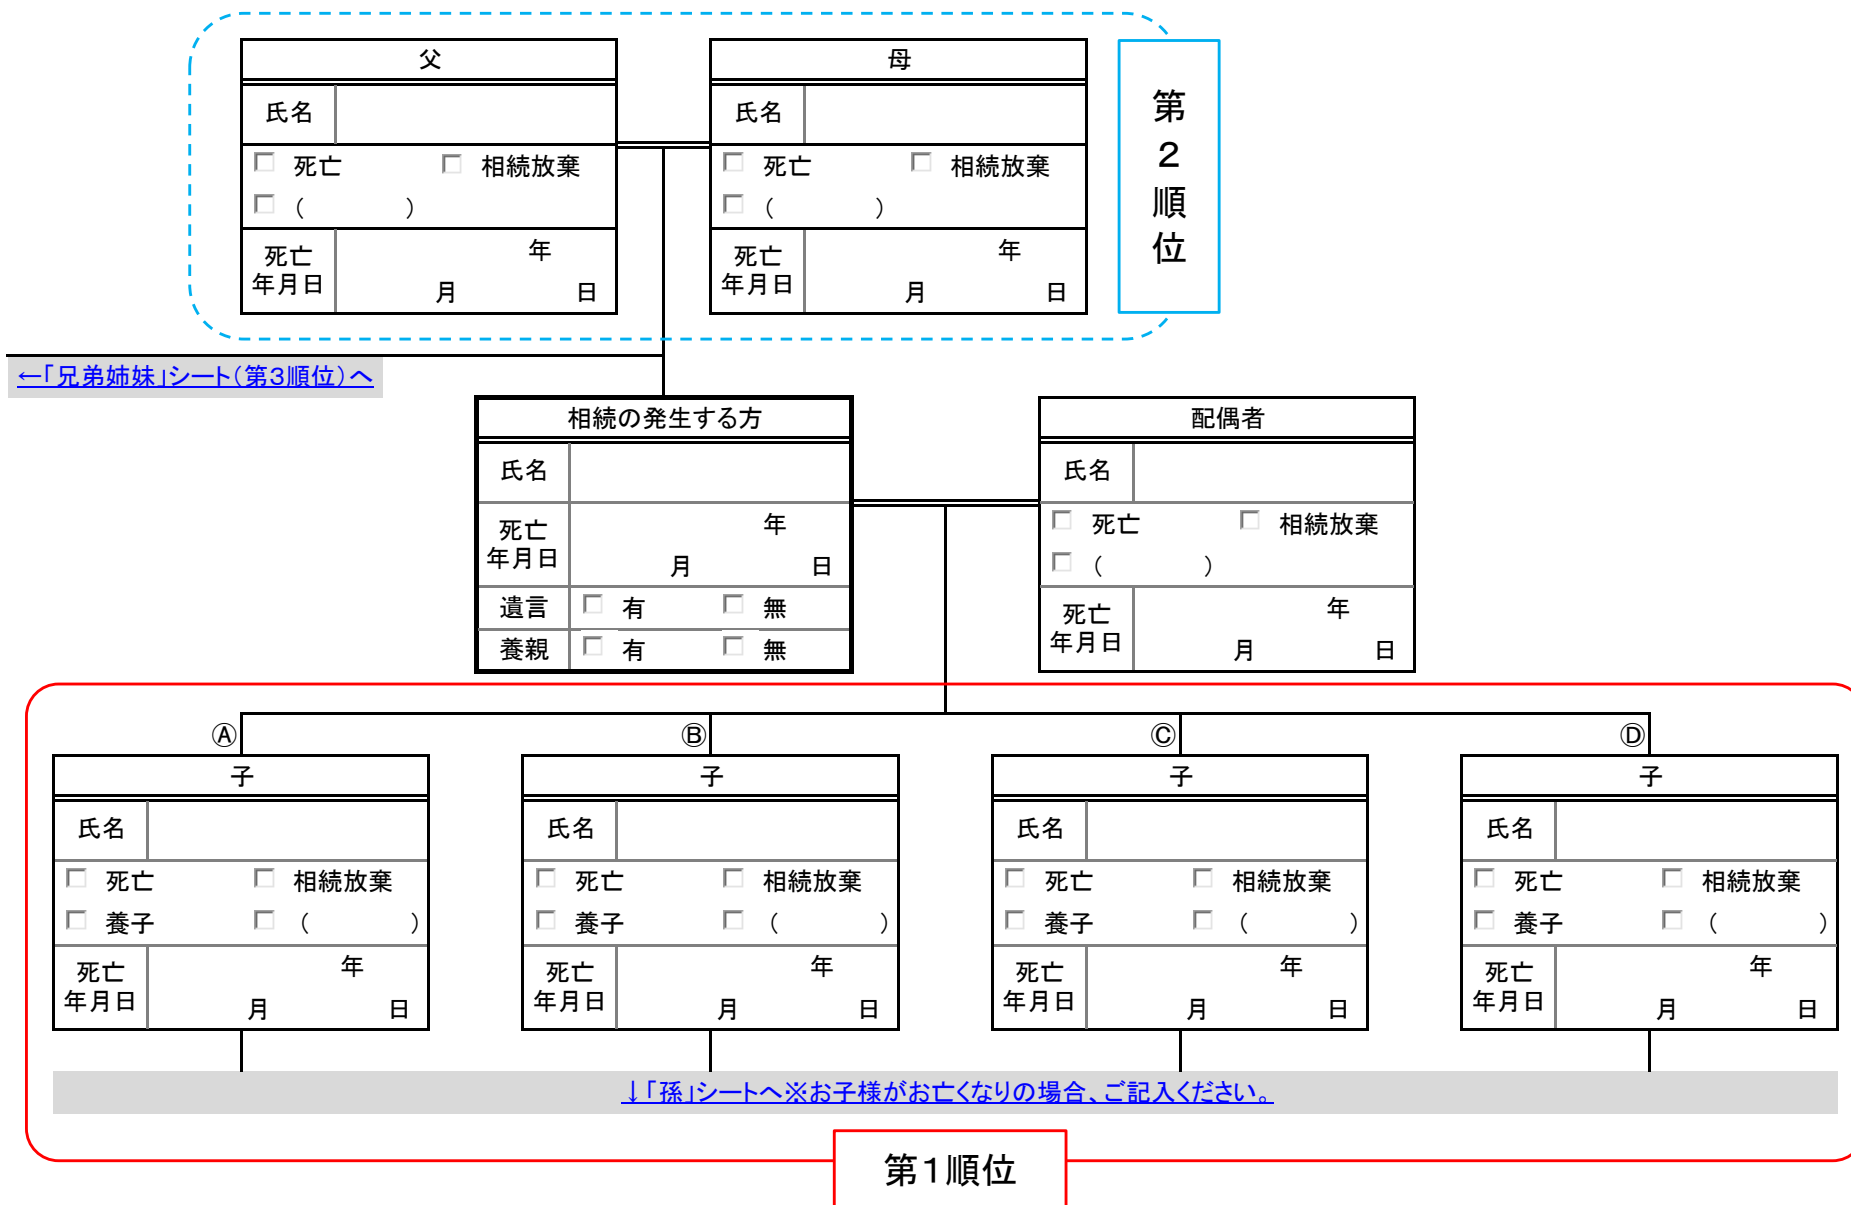 父
氏名
□ 死亡 □ 相続放棄
□ （　　　　）
死亡
年月日
年
月 日
母
氏名
□ 死亡 □ 相続放棄
□ （　　　　）
死亡
年月日
年
月 日
第
２
順
位
←「兄弟姉妹」シート（第３順位）へ
相続の発生する方
氏名
死亡
年月日
年
月 日
遺言 □ 有 □ 無
養親 □ 有 □ 無
配偶者
氏名
□ 死亡 □ 相続放棄
□ （　　　　）
死亡
年月日
年
月 日
Ⓐ
子
氏名
□ 死亡 □ 相続放棄
□ 養子 □ （　　　　）
死亡
年月日
年
月 日
Ⓑ
子
氏名
□ 死亡 □ 相続放棄
□ 養子 □ （　　　　）
死亡
年月日
年
月 日
Ⓒ
子
氏名
□ 死亡 □ 相続放棄
□ 養子 □ （　　　　）
死亡
年月日
年
月 日
Ⓓ
子
氏名
□ 死亡 □ 相続放棄
□ 養子 □ （　　　　）
死亡
年月日
年
月 日
↓「孫」シートへ※お子様がお亡くなりの場合、ご記入ください。
第１順位